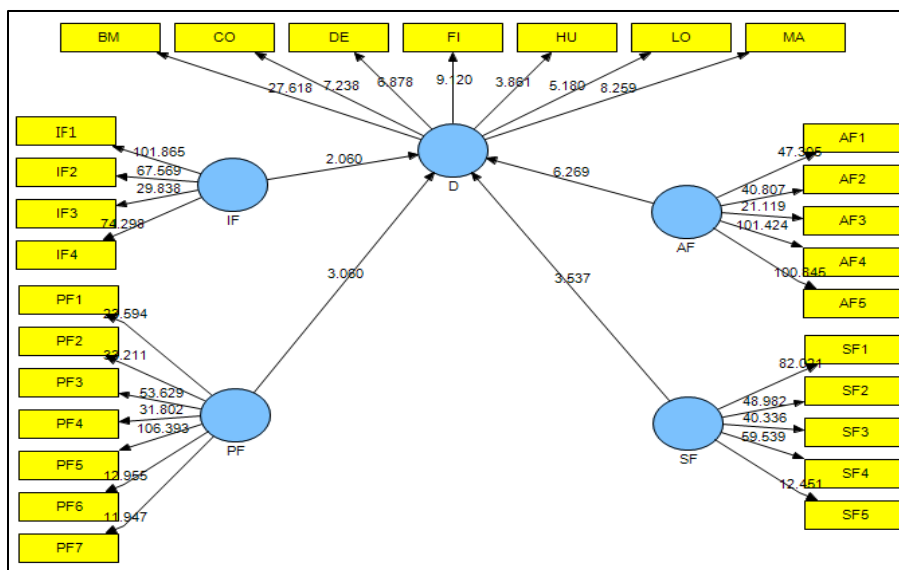 BM CO DE FI HU LO MA
27.618 7.238 6.878 9.120 3.861 5.180 8.259
IF1
IF2
IF3
IF4
101.865
67.569
29.838
74.298
IF
2.060
D
6.269
AF
47.305
40.807
21.119
101.424
100.845
AF1
AF2
AF3
AF4
AF5
PF1
PF2
PF3
PF4
PF5
PF6
PF7
53.629
31.802
106.393
12.955
11.947
PF
3.060
3.537
SF
82.021
48.982
40.336
59.539
12.451
SF1
SF2
SF3
SF4
SF5